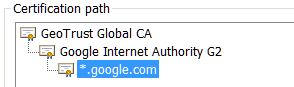 Certification path
GeoTrust Global CA
Google Internet Authority G2
*.google.com